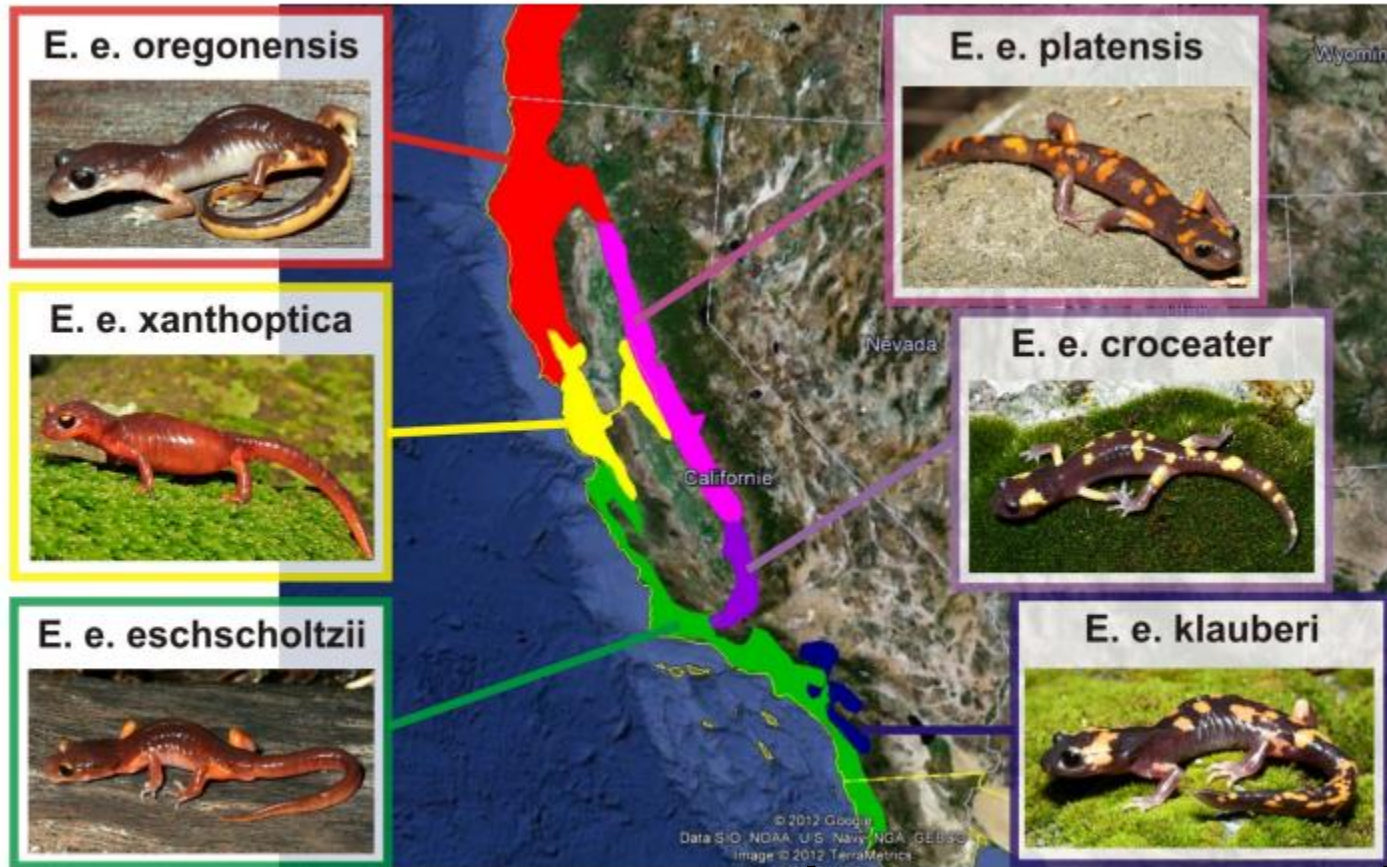 E. e. oregonensis
E. e. platensis
Wyomin
E. e. xanthoptica
E. e. croceater
Nevada
Californie
E. e. eschscholtzii
E. e. klauberi
© 2012 Google
Data SIO, NOAA, U.S. Navy, NGA, GEBCO
Image © 2012 TerraMetrics